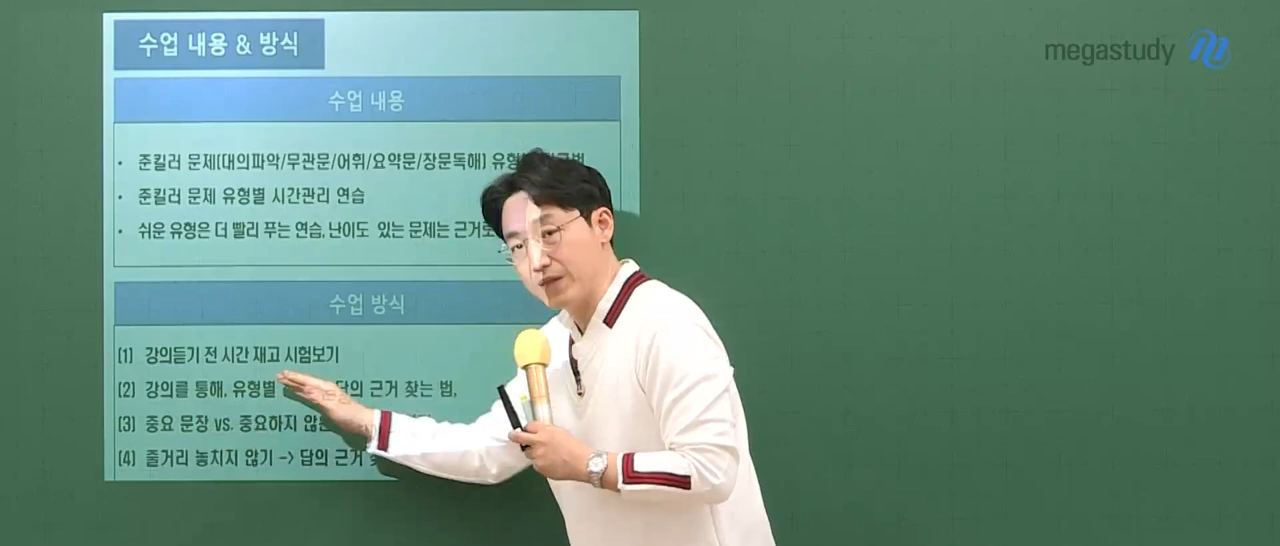 수업 내용 & 방식
megastudy
수업 내용
• 준킬러 문제[대의파악/무관문/어휘/요약문/장문독해]
• 준킬러 문제 유형별 시간관리 연습
• 쉬운 유형은 더 빨리 푸는 연습, 난이도 있는 문제는 근거로
수업 방식
[1] 강의듣기 전 시간 재고 시험보기
[2] 강의를 통해, 유형별 답의 근거 찾는 법,
[3] 중요 문장 vs. 중요하지 않은
[4] 줄거리 놓치지 않기 -> 답의 근거